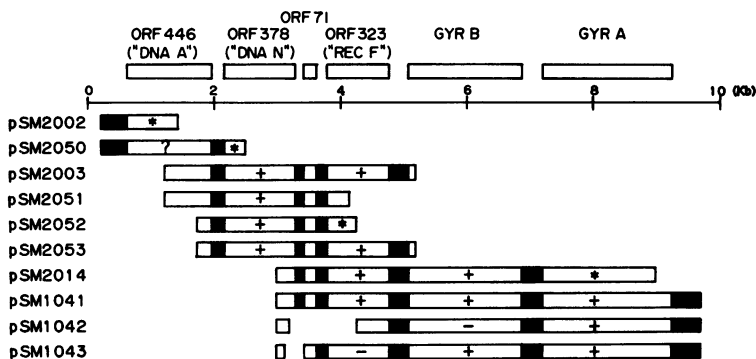 ORF 71
ORF 446 ORF 378 ORF 323 GYR B GYR A
("DNA A") ("DNA N") ("REC F")
0 2 4 6 8 10 (Kb)
pSM2002 *
pSM2050 ? *
pSM2003 + +
pSM2051 +
pSM2052 + *
pSM2053 + +
pSM2014 + + *
pSM1041 + + +
pSM1042 − +
pSM1043 − + +